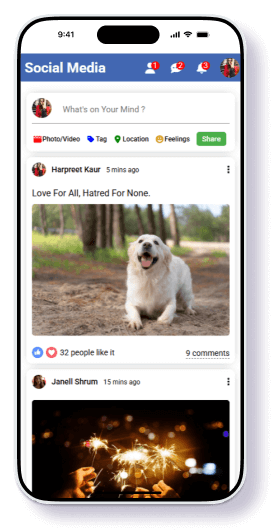 9:41
Social Media 1 2 3
What's on Your Mind ?
Photo/Video Tag Location Feelings Share
Harpreet Kaur 5 mins ago
Love For All, Hatred For None.
32 people like it 9 comments
Janell Shrum 15 mins ago